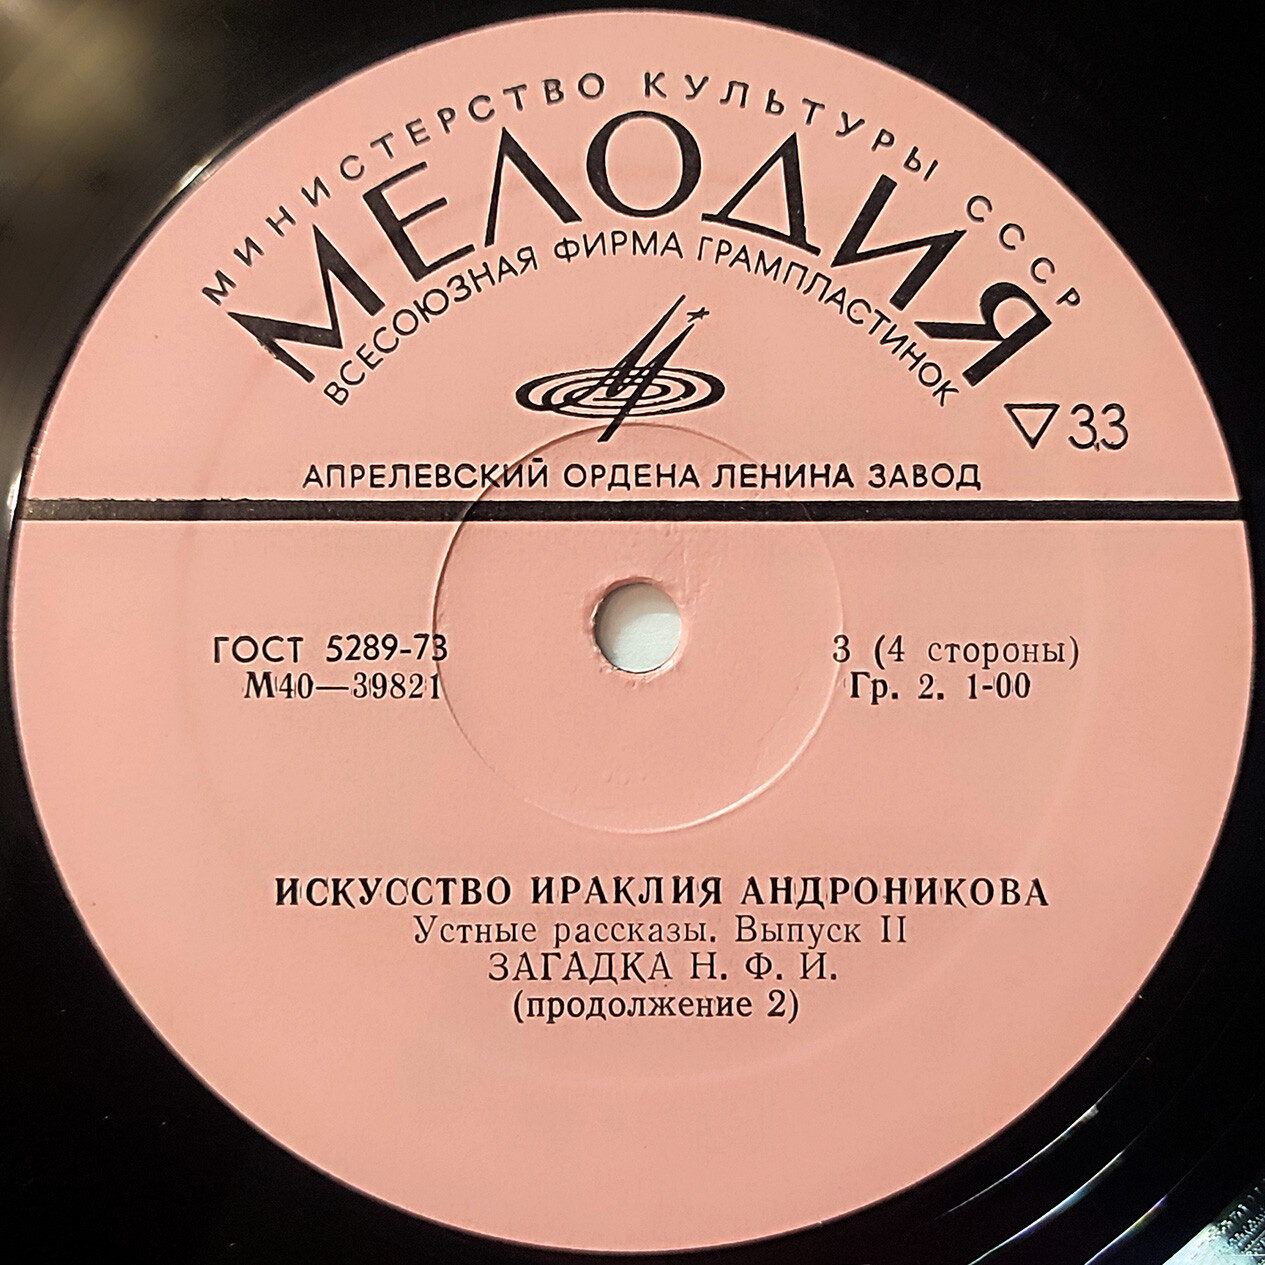 МИНИСТЕРСТВО КУЛЬТУРЫ СССР
МЕЛОДИЯ
ВСЕСОЮЗНАЯ ФИРМА ГРАМПЛАСТИНОК
▽ 33
АПРЕЛЕВСКИЙ ОРДЕНА ЛЕНИНА ЗАВОД
ГОСТ 5289-73
М40—39821
3 (4 стороны)
Гр. 2. 1-00
ИСКУССТВО ИРАКЛИЯ АНДРОНИКОВА
Устные рассказы. Выпуск II
ЗАГАДКА Н. Ф. И.
(продолжение 2)